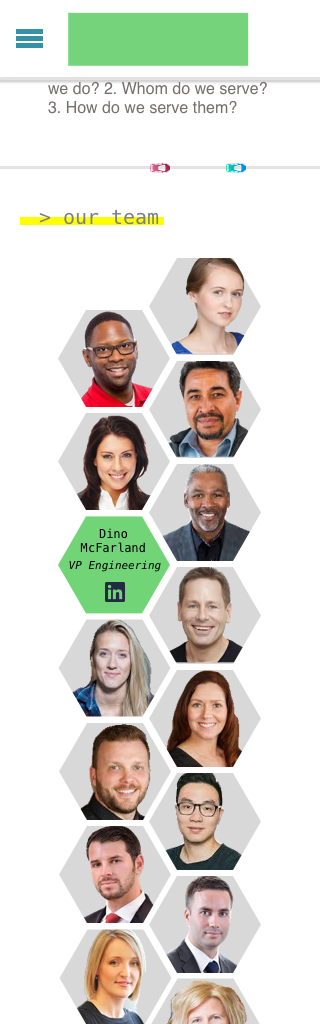 we do? 2. Whom do we serve?
3. How do we serve them?
> our team
Dino
McFarland
VP Engineering
in